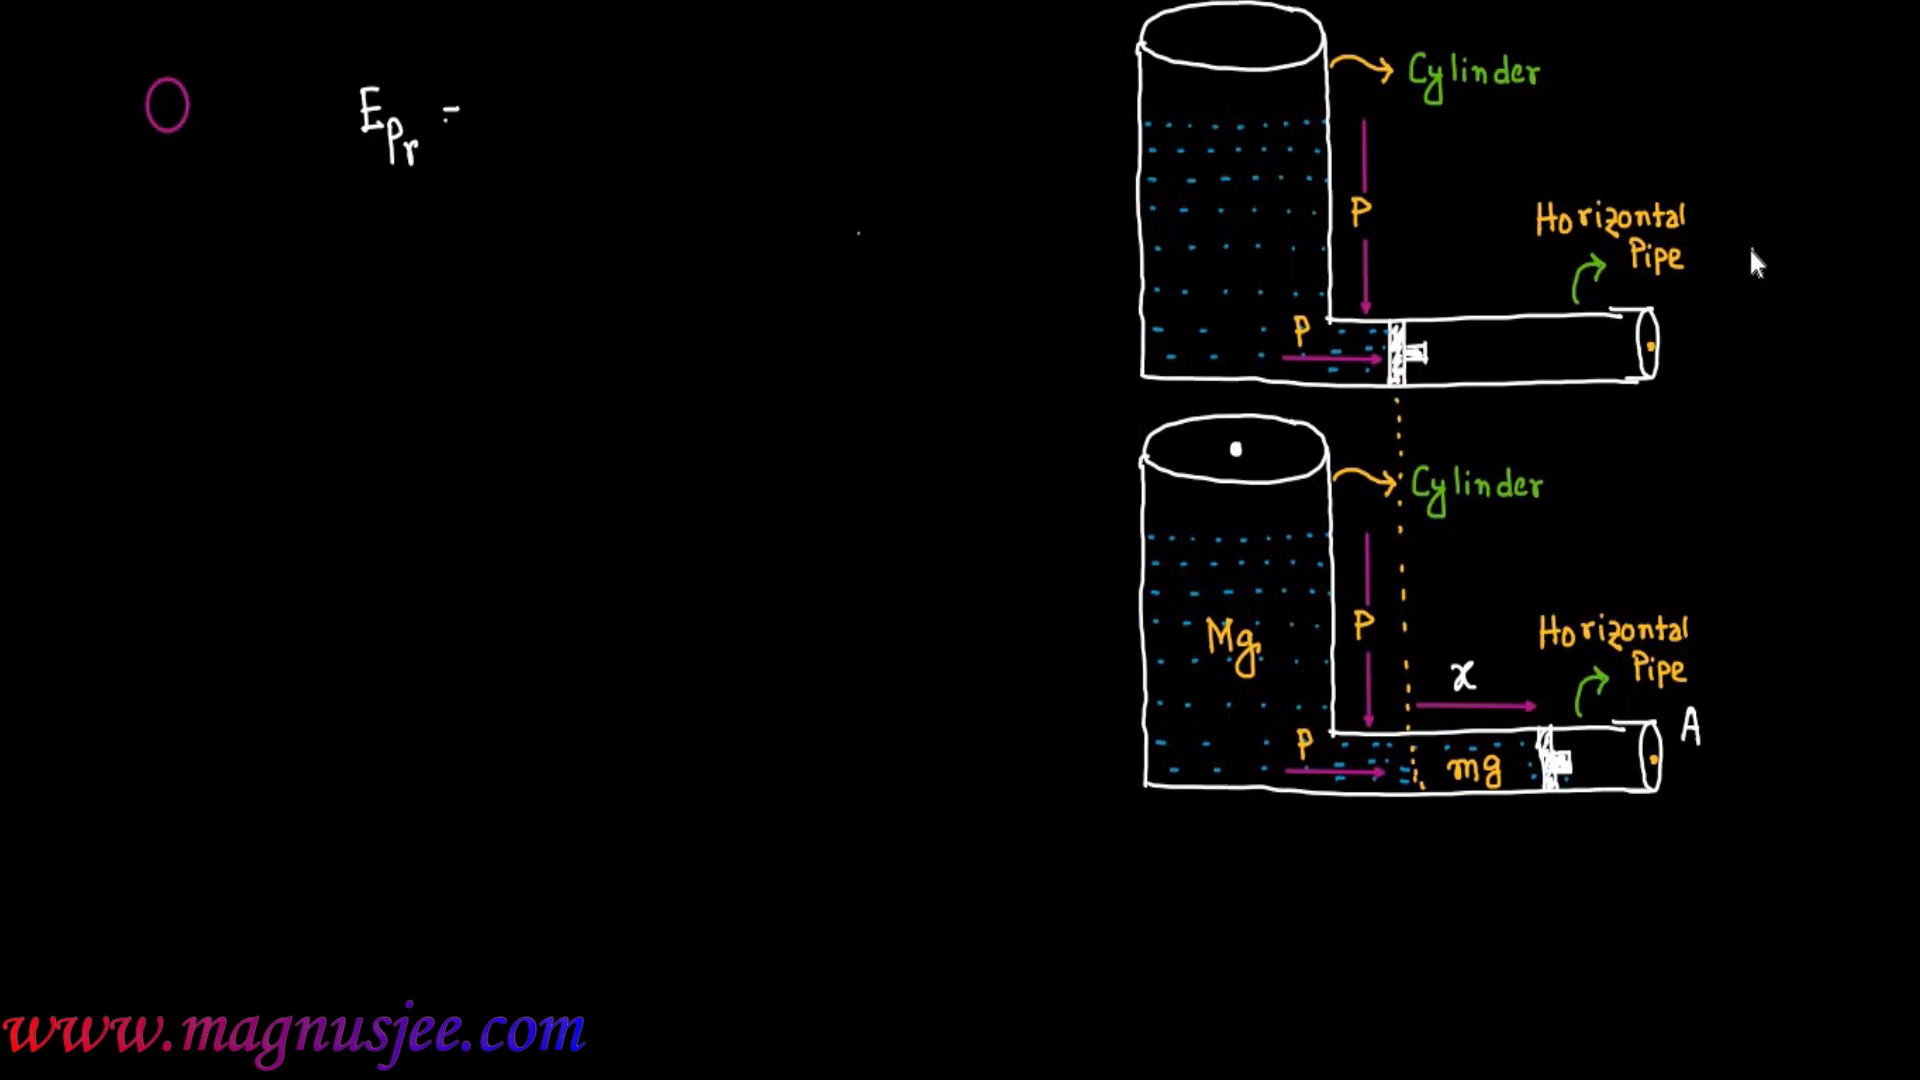 E_Pr =
Cylinder
P
Horizontal
Pipe
P
Cylinder
Mg
P
x
Horizontal
Pipe
A
P
mg
www.magnusjee.com